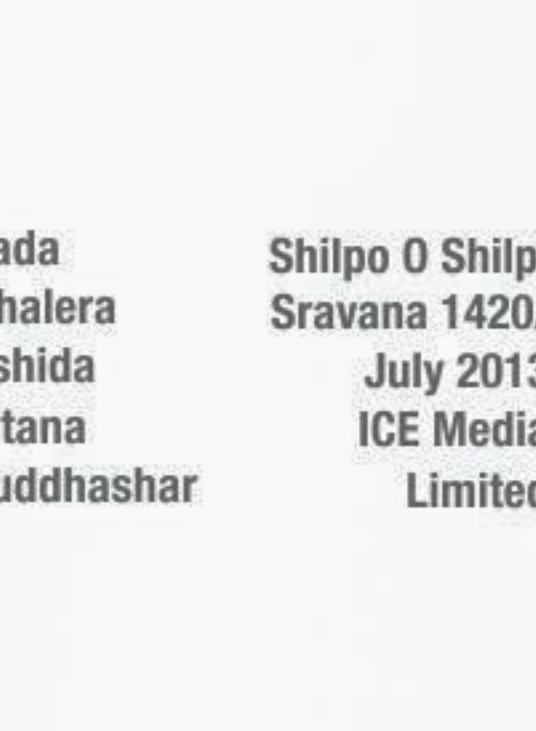 ada
halera
shida
tana
uddhashar
Shilpo O Shilp
Sravana 1420/
July 2013
ICE Media
Limited